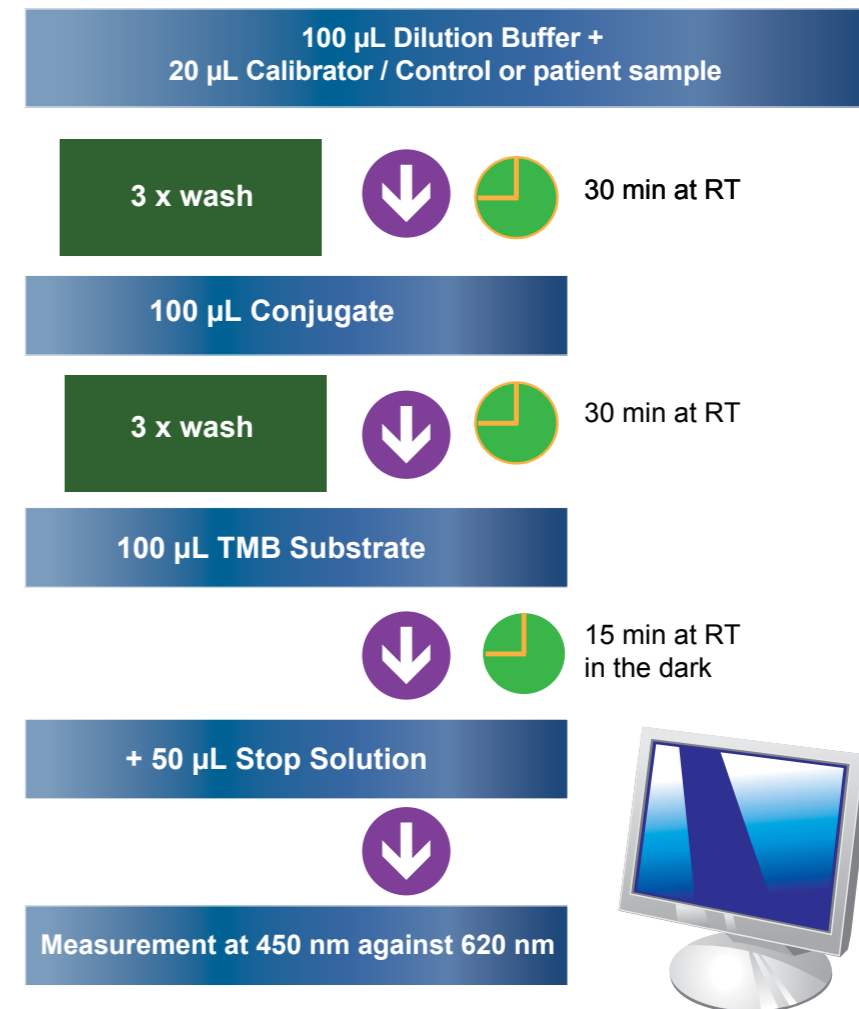 100 µL Dilution Buffer +
20 µL Calibrator / Control or patient sample
3 x wash
30 min at RT
100 µL Conjugate
3 x wash
30 min at RT
100 µL TMB Substrate
15 min at RT
in the dark
+ 50 µL Stop Solution
Measurement at 450 nm against 620 nm